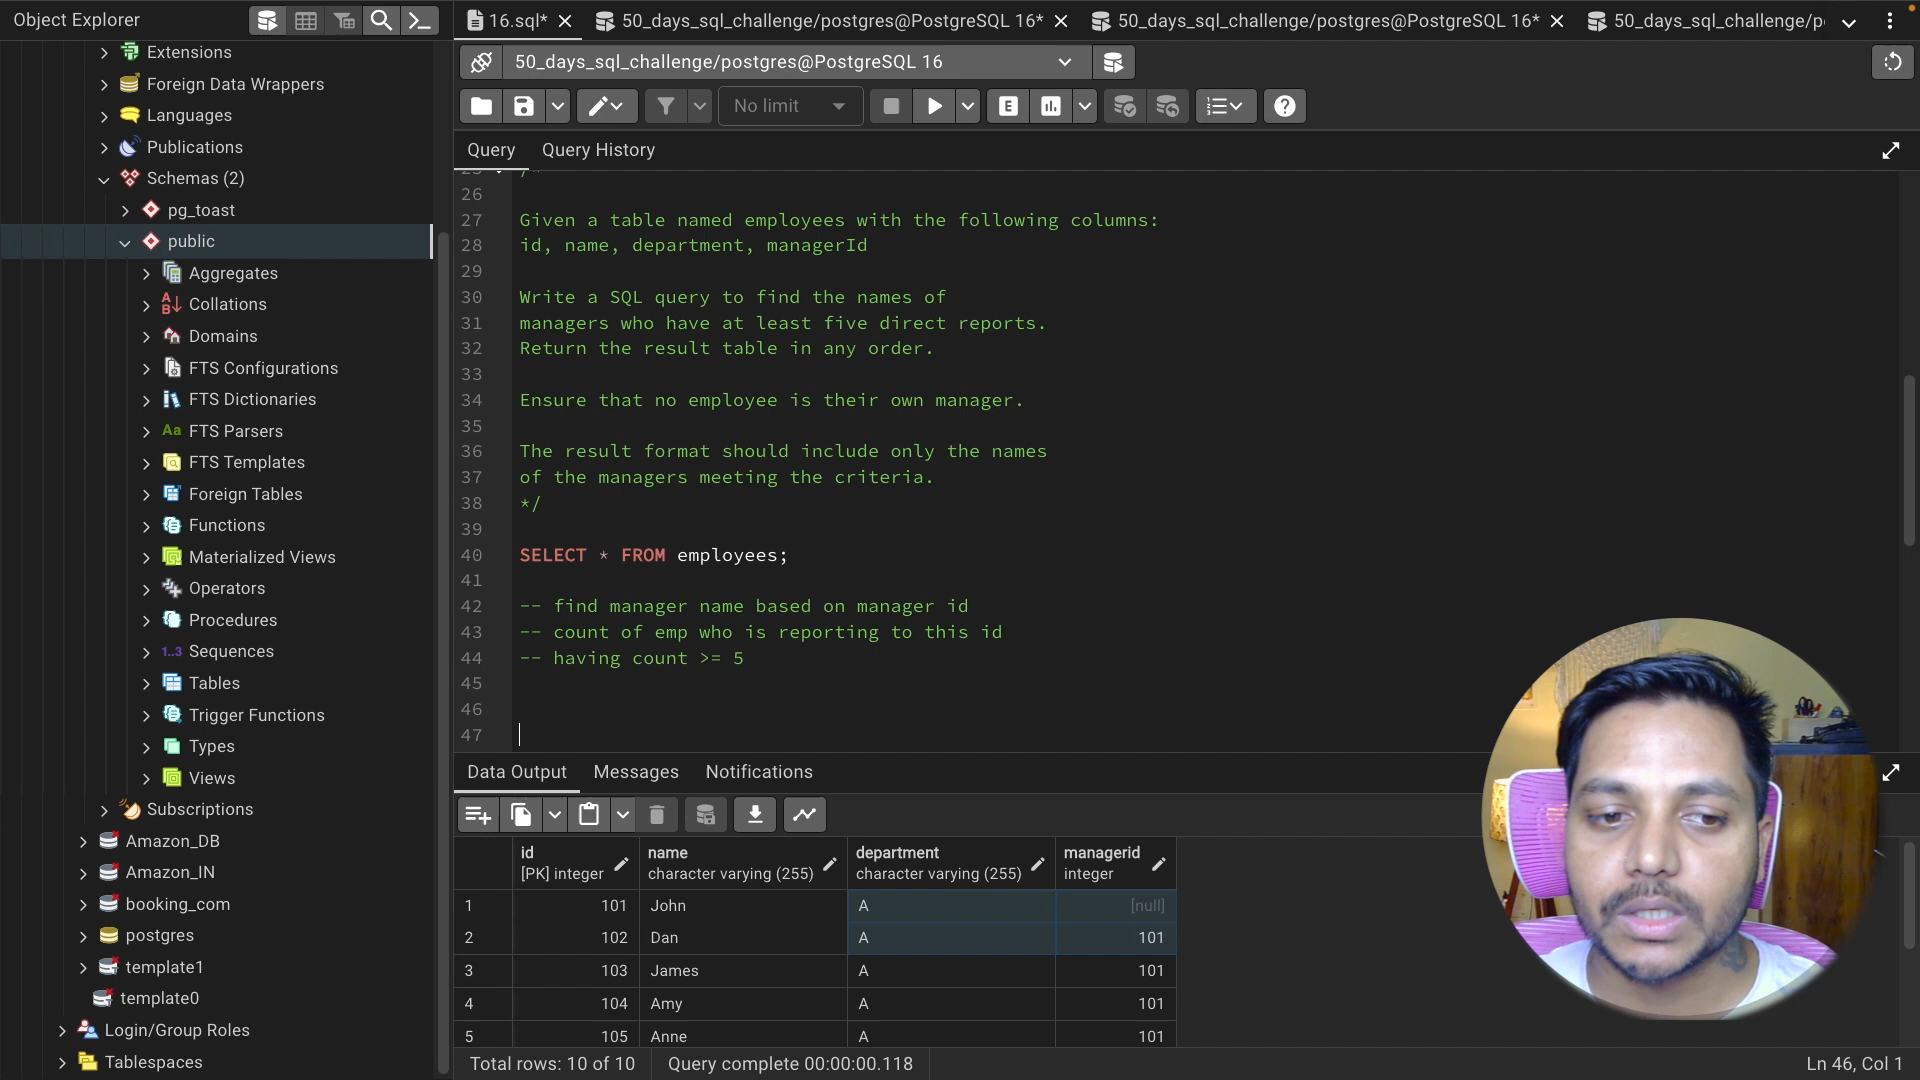 Object Explorer
16.sql*
50_days_sql_challenge/postgres@PostgreSQL 16*
50_days_sql_challenge/postgres@PostgreSQL 16*
50_days_sql_challenge/p
50_days_sql_challenge/postgres@PostgreSQL 16
No limit
E
Query
Query History
Extensions
Foreign Data Wrappers
Languages
Publications
Schemas (2)
pg_toast
public
Aggregates
Collations
Domains
FTS Configurations
FTS Dictionaries
FTS Parsers
FTS Templates
Foreign Tables
Functions
Materialized Views
Operators
Procedures
1..3 Sequences
Tables
Trigger Functions
Types
Views
Subscriptions
Amazon_DB
Amazon_IN
booking_com
postgres
template1
template0
Login/Group Roles
Tablespaces
26
27 Given a table named employees with the following columns:
28 id, name, department, managerId
29
30 Write a SQL query to find the names of
31 managers who have at least five direct reports.
32 Return the result table in any order.
33
34 Ensure that no employee is their own manager.
35
36 The result format should include only the names
37 of the managers meeting the criteria.
38 */
39
40 SELECT * FROM employees;
41
42 -- find manager name based on manager id
43 -- count of emp who is reporting to this id
44 -- having count >= 5
45
46
47
Data Output
Messages
Notifications
id [PK] integer
name character varying (255)
department character varying (255)
managerid integer
1 101 John A [null]
2 102 Dan A 101
3 103 James A 101
4 104 Amy A 101
5 105 Anne A 101
Total rows: 10 of 10
Query complete 00:00:00.118
Ln 46, Col 1